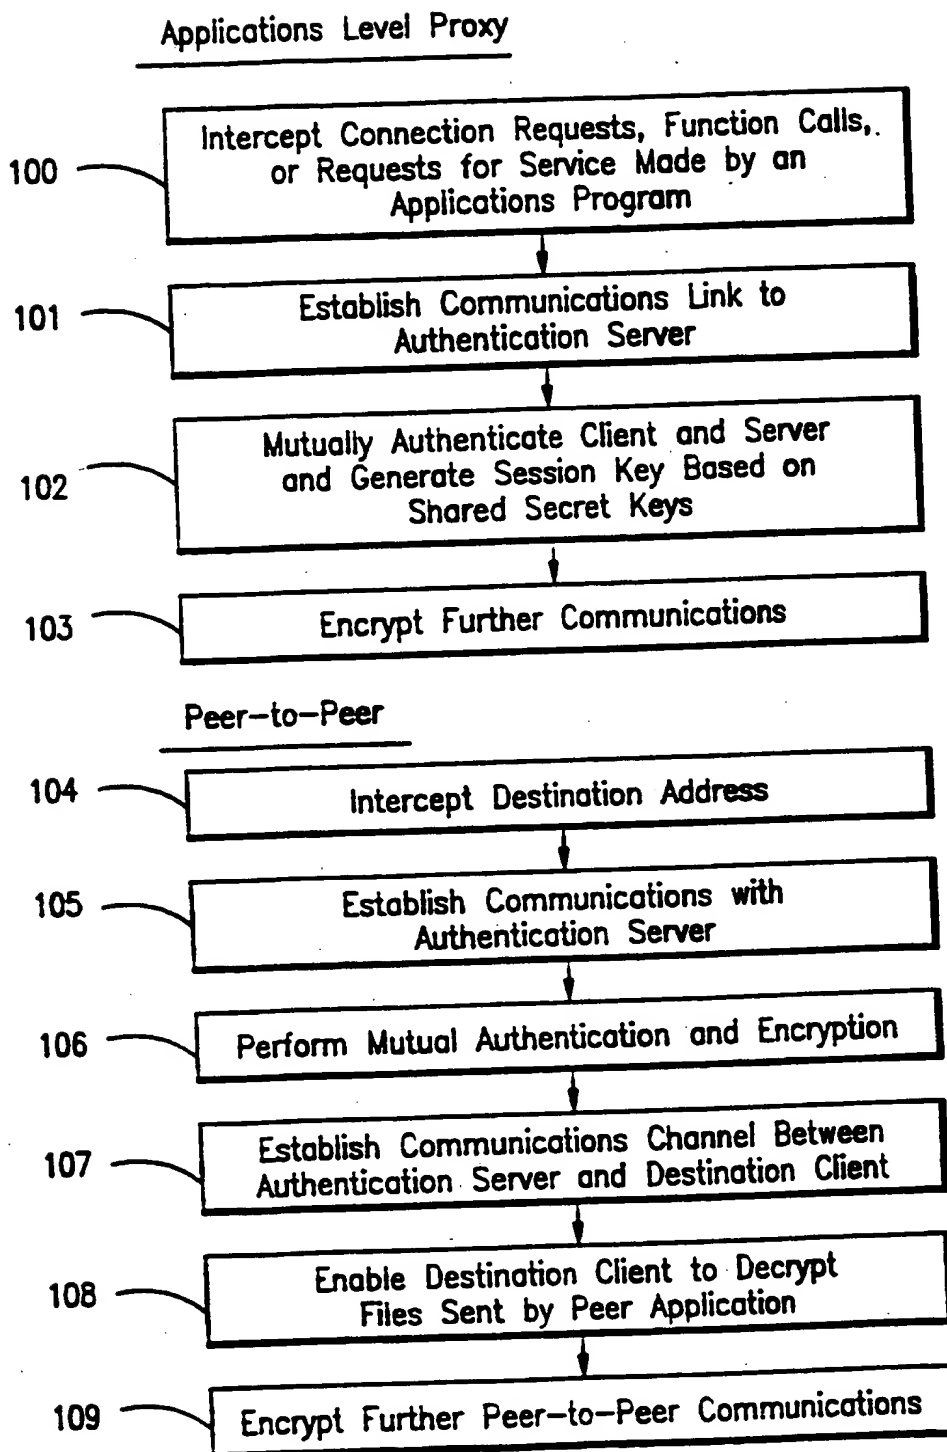 Applications Level Proxy
100
Intercept Connection Requests, Function Calls,
or Requests for Service Made by an
Applications Program
101
Establish Communications Link to
Authentication Server
102
Mutually Authenticate Client and Server
and Generate Session Key Based on
Shared Secret Keys
103
Encrypt Further Communications
Peer-to-Peer
104
Intercept Destination Address
105
Establish Communications with
Authentication Server
106
Perform Mutual Authentication and Encryption
107
Establish Communications Channel Between
Authentication Server and Destination Client
108
Enable Destination Client to Decrypt
Files Sent by Peer Application
109
Encrypt Further Peer-to-Peer Communications